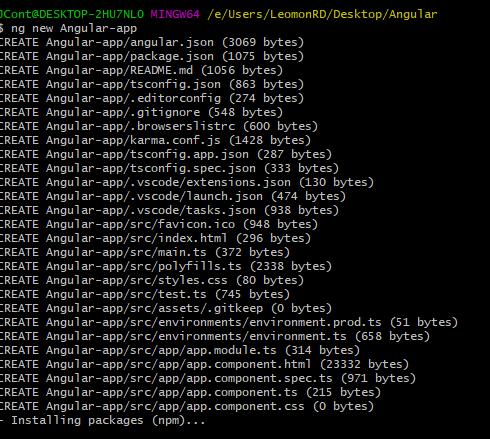 JCont@DESKTOP-2HU7NLO MINGW64 /e/Users/LeomonRD/Desktop/Angular
$ ng new Angular-app
CREATE Angular-app/angular.json (3069 bytes)
CREATE Angular-app/package.json (1075 bytes)
CREATE Angular-app/README.md (1056 bytes)
CREATE Angular-app/tsconfig.json (863 bytes)
CREATE Angular-app/.editorconfig (274 bytes)
CREATE Angular-app/.gitignore (548 bytes)
CREATE Angular-app/.browserslistrc (600 bytes)
CREATE Angular-app/karma.conf.js (1428 bytes)
CREATE Angular-app/tsconfig.app.json (287 bytes)
CREATE Angular-app/tsconfig.spec.json (333 bytes)
CREATE Angular-app/.vscode/extensions.json (130 bytes)
CREATE Angular-app/.vscode/launch.json (474 bytes)
CREATE Angular-app/.vscode/tasks.json (938 bytes)
CREATE Angular-app/src/favicon.ico (948 bytes)
CREATE Angular-app/src/index.html (296 bytes)
CREATE Angular-app/src/main.ts (372 bytes)
CREATE Angular-app/src/polyfills.ts (2338 bytes)
CREATE Angular-app/src/styles.css (80 bytes)
CREATE Angular-app/src/test.ts (745 bytes)
CREATE Angular-app/src/assets/.gitkeep (0 bytes)
CREATE Angular-app/src/environments/environment.prod.ts (51 bytes)
CREATE Angular-app/src/environments/environment.ts (658 bytes)
CREATE Angular-app/src/app/app.module.ts (314 bytes)
CREATE Angular-app/src/app/app.component.html (23332 bytes)
CREATE Angular-app/src/app/app.component.spec.ts (971 bytes)
CREATE Angular-app/src/app/app.component.ts (215 bytes)
CREATE Angular-app/src/app/app.component.css (0 bytes)
- Installing packages (npm)...